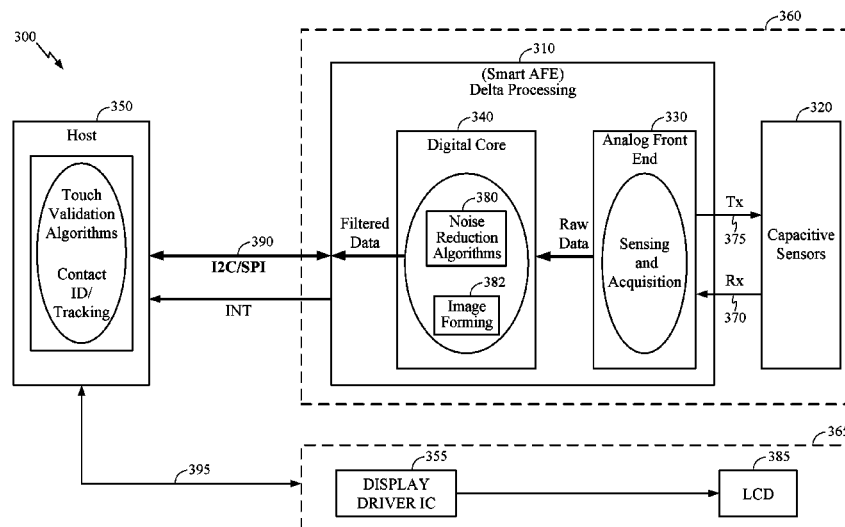 300
360
310
(Smart AFE)
Delta Processing
350
Host
340
Digital Core
330
Analog Front
End
320
Touch
Validation
Algorithms
Contact
ID/
Tracking
390
I2C/SPI
INT
Filtered
Data
380
Noise
Reduction
Algorithms
382
Image
Forming
Raw
Data
Sensing
and
Acquisition
Tx
375
Rx
370
Capacitive
Sensors
365
395
355
DISPLAY
DRIVER IC
385
LCD